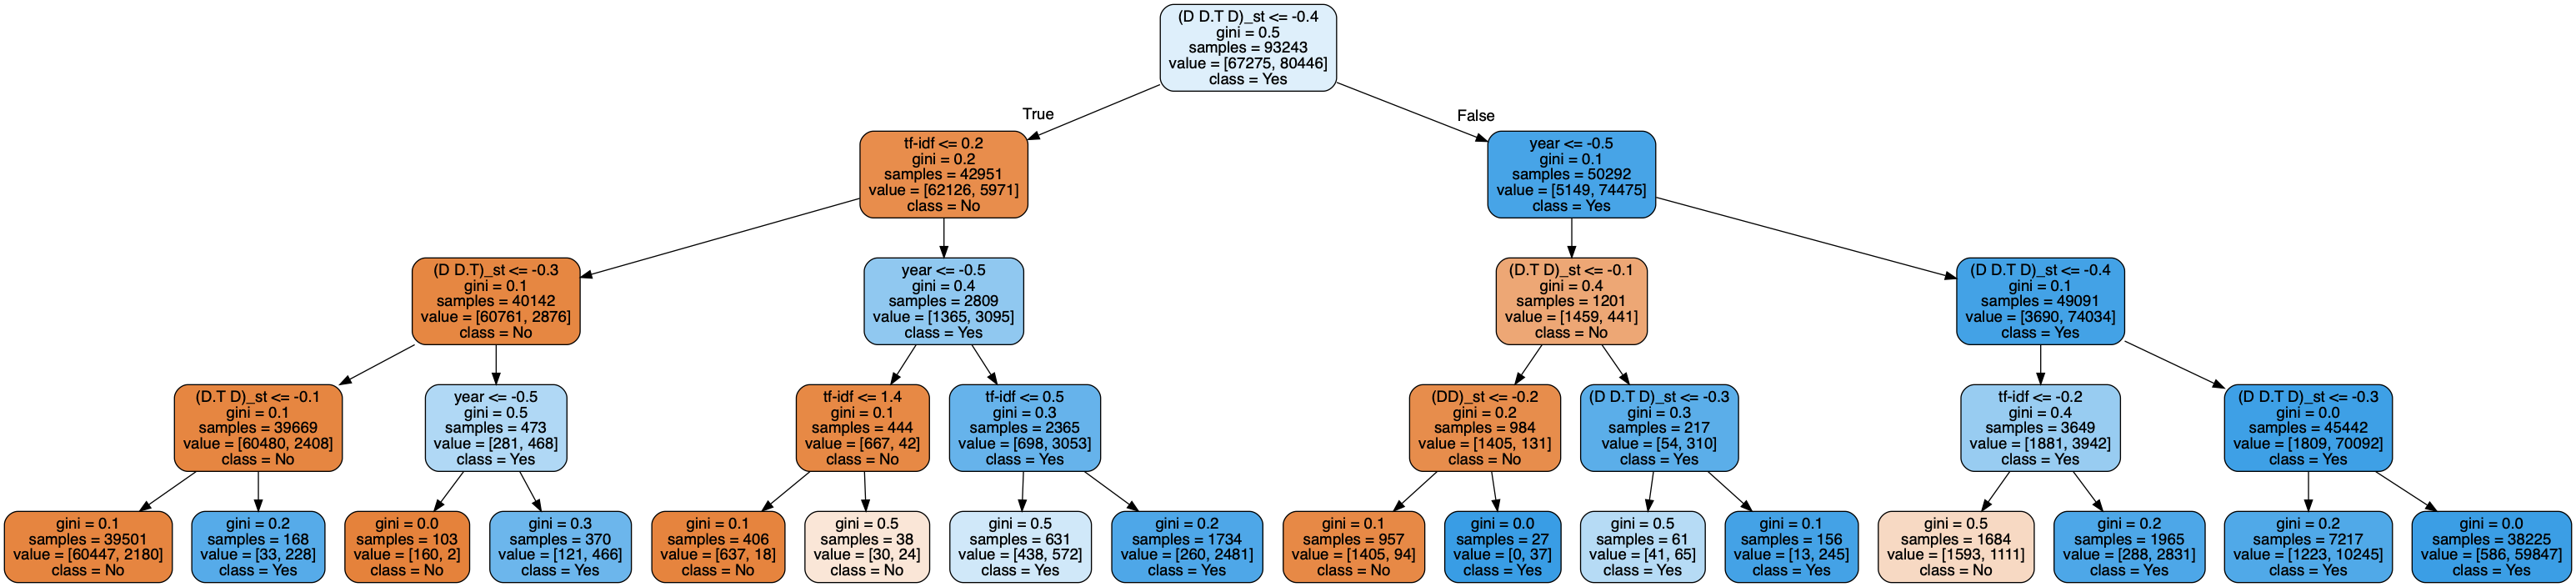 (D D.T D)_st <= -0.4
gini = 0.5
samples = 93243
value = [67275, 80446]
class = Yes
True
False
tf-idf <= 0.2
gini = 0.2
samples = 42951
value = [62126, 5971]
class = No
year <= -0.5
gini = 0.1
samples = 50292
value = [5149, 74475]
class = Yes
(D D.T)_st <= -0.3
gini = 0.1
samples = 40142
value = [60761, 2876]
class = No
year <= -0.5
gini = 0.4
samples = 2809
value = [1365, 3095]
class = Yes
(D.T D)_st <= -0.1
gini = 0.4
samples = 1201
value = [1459, 441]
class = No
(D D.T D)_st <= -0.4
gini = 0.1
samples = 49091
value = [3690, 74034]
class = Yes
(D.T D)_st <= -0.1
gini = 0.1
samples = 39669
value = [60480, 2408]
class = No
year <= -0.5
gini = 0.5
samples = 473
value = [281, 468]
class = Yes
tf-idf <= 1.4
gini = 0.1
samples = 444
value = [667, 42]
class = No
tf-idf <= 0.5
gini = 0.3
samples = 2365
value = [698, 3053]
class = Yes
(DD)_st <= -0.2
gini = 0.2
samples = 984
value = [1405, 131]
class = No
(D D.T D)_st <= -0.3
gini = 0.3
samples = 217
value = [54, 310]
class = Yes
tf-idf <= -0.2
gini = 0.4
samples = 3649
value = [1881, 3942]
class = Yes
(D D.T D)_st <= -0.3
gini = 0.0
samples = 45442
value = [1809, 70092]
class = Yes
gini = 0.1
samples = 39501
value = [60447, 2180]
class = No
gini = 0.2
samples = 168
value = [33, 228]
class = Yes
gini = 0.0
samples = 103
value = [160, 2]
class = No
gini = 0.3
samples = 370
value = [121, 466]
class = Yes
gini = 0.1
samples = 406
value = [637, 18]
class = No
gini = 0.5
samples = 38
value = [30, 24]
class = No
gini = 0.5
samples = 631
value = [438, 572]
class = Yes
gini = 0.2
samples = 1734
value = [260, 2481]
class = Yes
gini = 0.1
samples = 957
value = [1405, 94]
class = No
gini = 0.0
samples = 27
value = [0, 37]
class = Yes
gini = 0.5
samples = 61
value = [41, 65]
class = Yes
gini = 0.1
samples = 156
value = [13, 245]
class = Yes
gini = 0.5
samples = 1684
value = [1593, 1111]
class = No
gini = 0.2
samples = 1965
value = [288, 2831]
class = Yes
gini = 0.2
samples = 7217
value = [1223, 10245]
class = Yes
gini = 0.0
samples = 38225
value = [586, 59847]
class = Yes